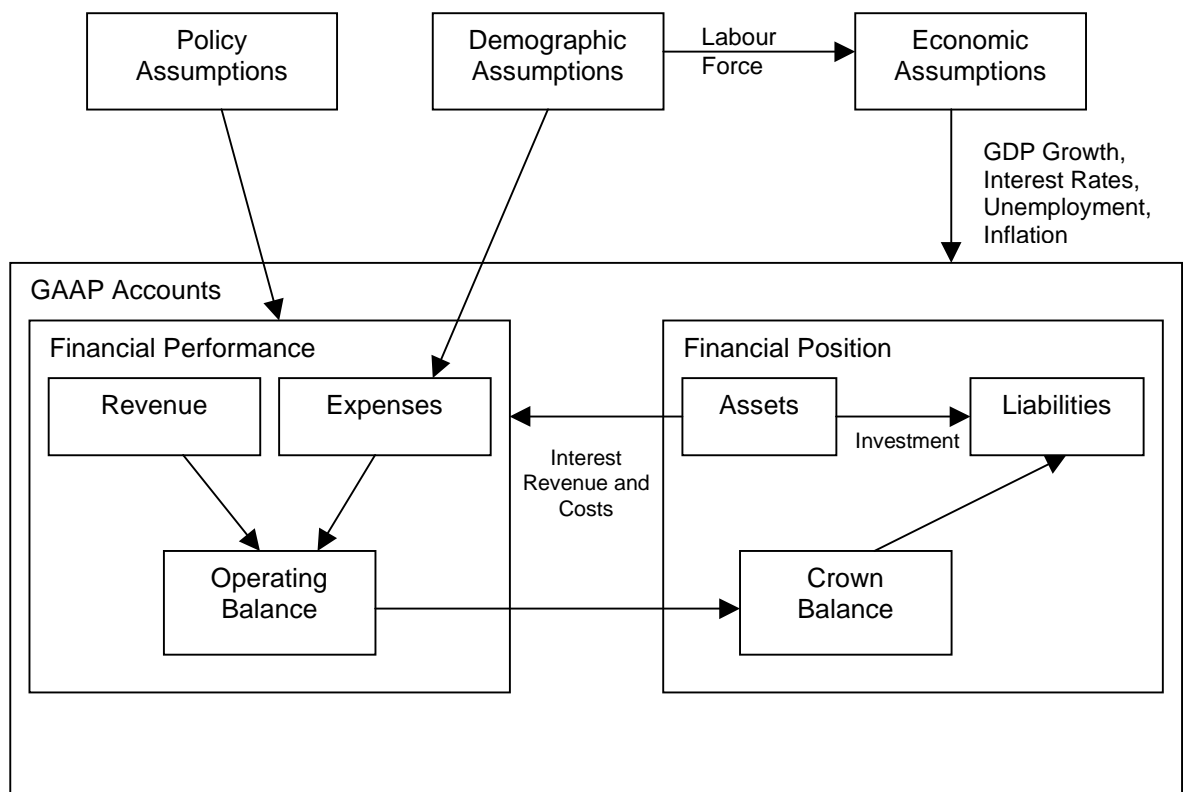 Policy
Assumptions
Demographic
Assumptions
Labour
Force
Economic
Assumptions
GDP Growth,
Interest Rates,
Unemployment,
Inflation
GAAP Accounts
Financial Performance
Revenue
Expenses
Operating
Balance
Interest
Revenue and
Costs
Financial Position
Assets
Investment
Liabilities
Crown
Balance